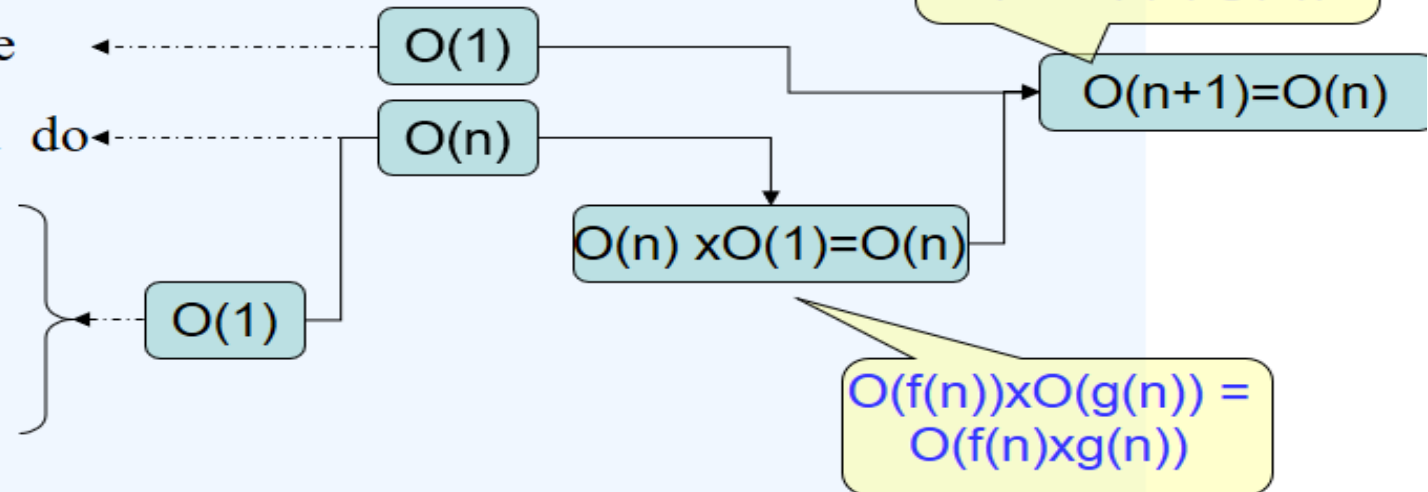 e
O(1)
O(n+1)=O(n)
do
O(n)
O(n) xO(1)=O(n)
O(1)
O(f(n))xO(g(n)) =
O(f(n)xg(n))